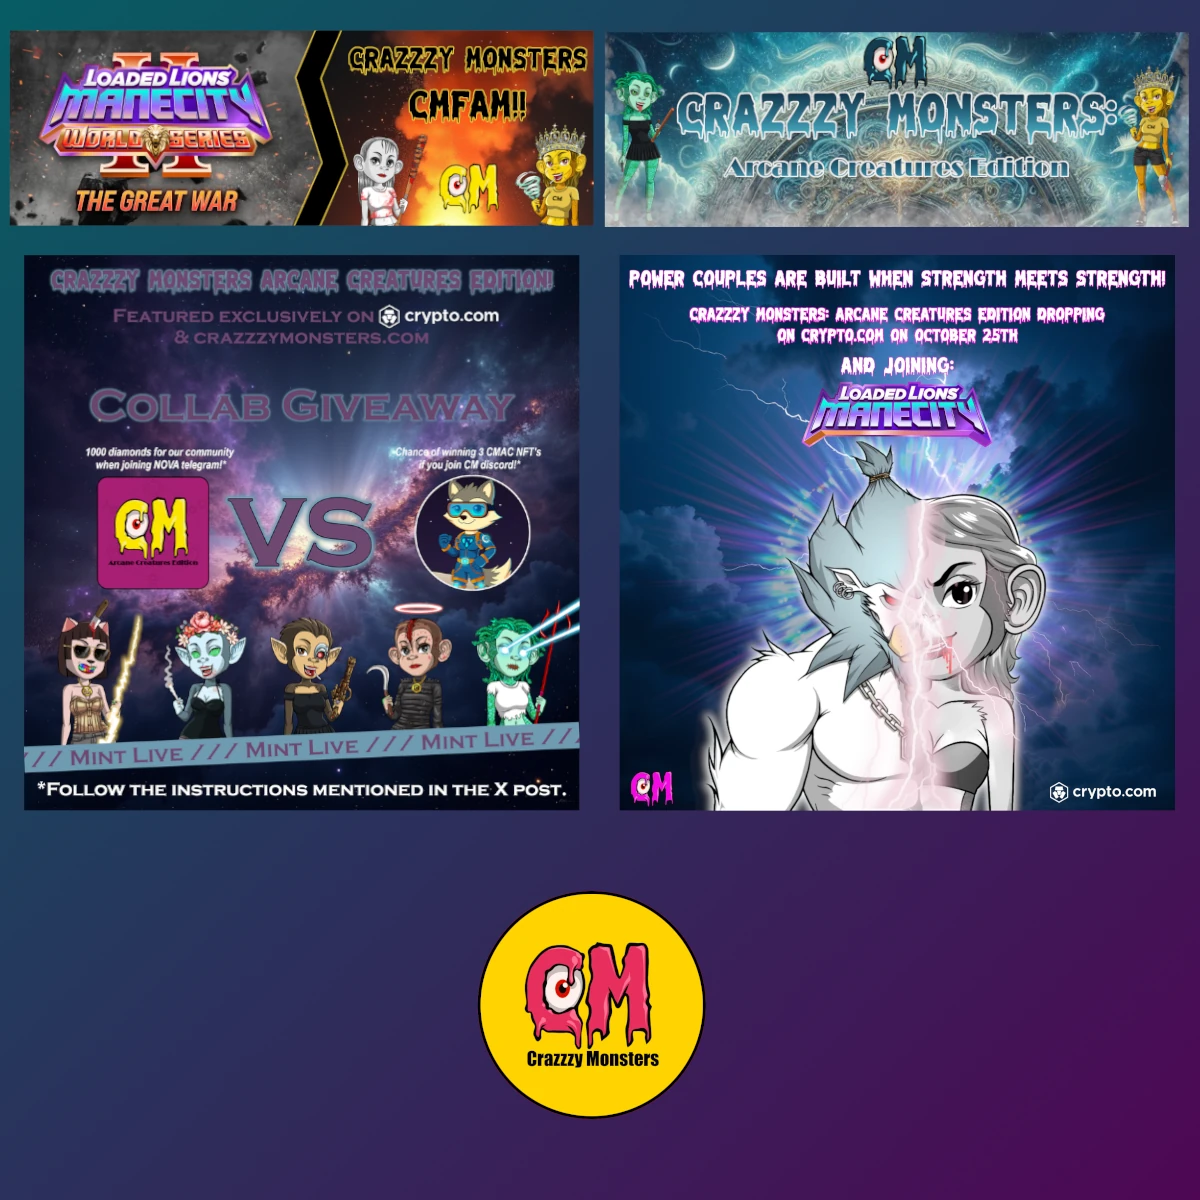 LOADED LIONS
MANECITY
WORLD SERIES
II
THE GREAT WAR
CRAZZZY MONSTERS
CMFAM!!
CM
CM
CM
CRAZZZY MONSTERS:
Arcane Creatures Edition
CM
CRAZZZY MONSTERS ARCANE CREATURES EDITION!
FEATURED EXCLUSIVELY ON crypto.com
& CRAZZZYMONSTERS.COM
COLLAB GIVEAWAY
1000 diamonds for our community
when joining NOVA telegram!*
*Chance of winning 3 CMAC NFT's
if you join CM discord!*
CM
Arcane Creatures Edition
VS
/// MINT LIVE /// MINT LIVE /// MINT LIVE //
*FOLLOW THE INSTRUCTIONS MENTIONED IN THE X POST.
POWER COUPLES ARE BUILT WHEN STRENGTH MEETS STRENGTH!
CRAZZZY MONSTERS: ARCANE CREATURES EDITION DROPPING
ON CRYPTO.COM ON OCTOBER 25TH
AND JOINING:
LOADED LIONS
MANECITY
CM
crypto.com
CM
Crazzzy Monsters